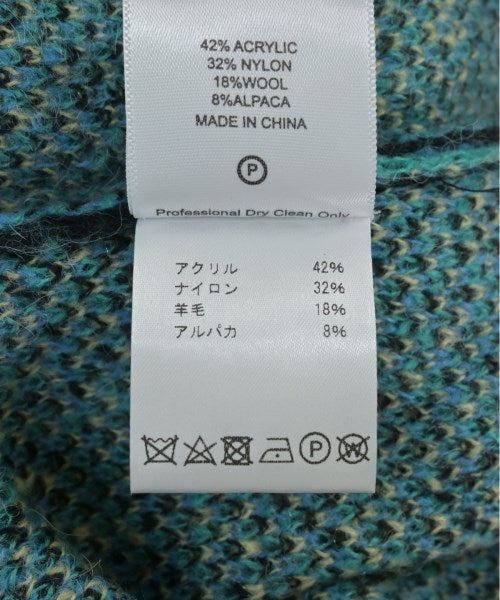 42% ACRYLIC
32% NYLON
18%WOOL
8%ALPACA
MADE IN CHINA
P
Professional Dry Clean Only
アクリル 42%
ナイロン 32%
羊毛 18%
アルパカ 8%
P W